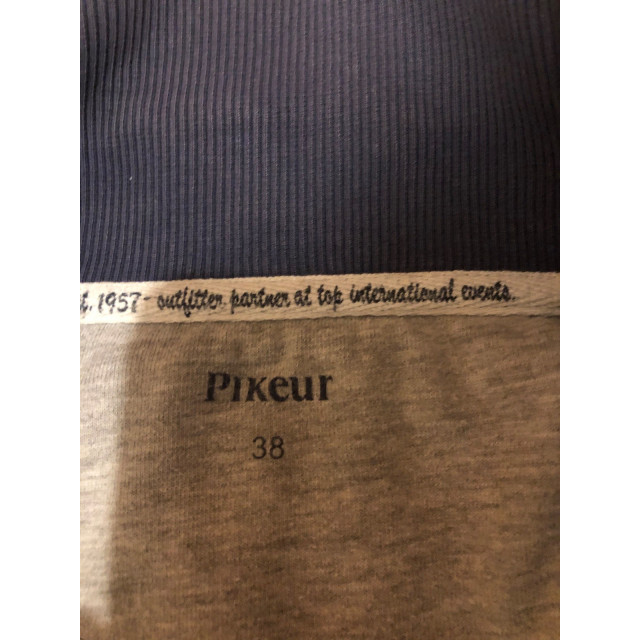 t. 1957 - outfitter partner at top international events.
Pikeur
38